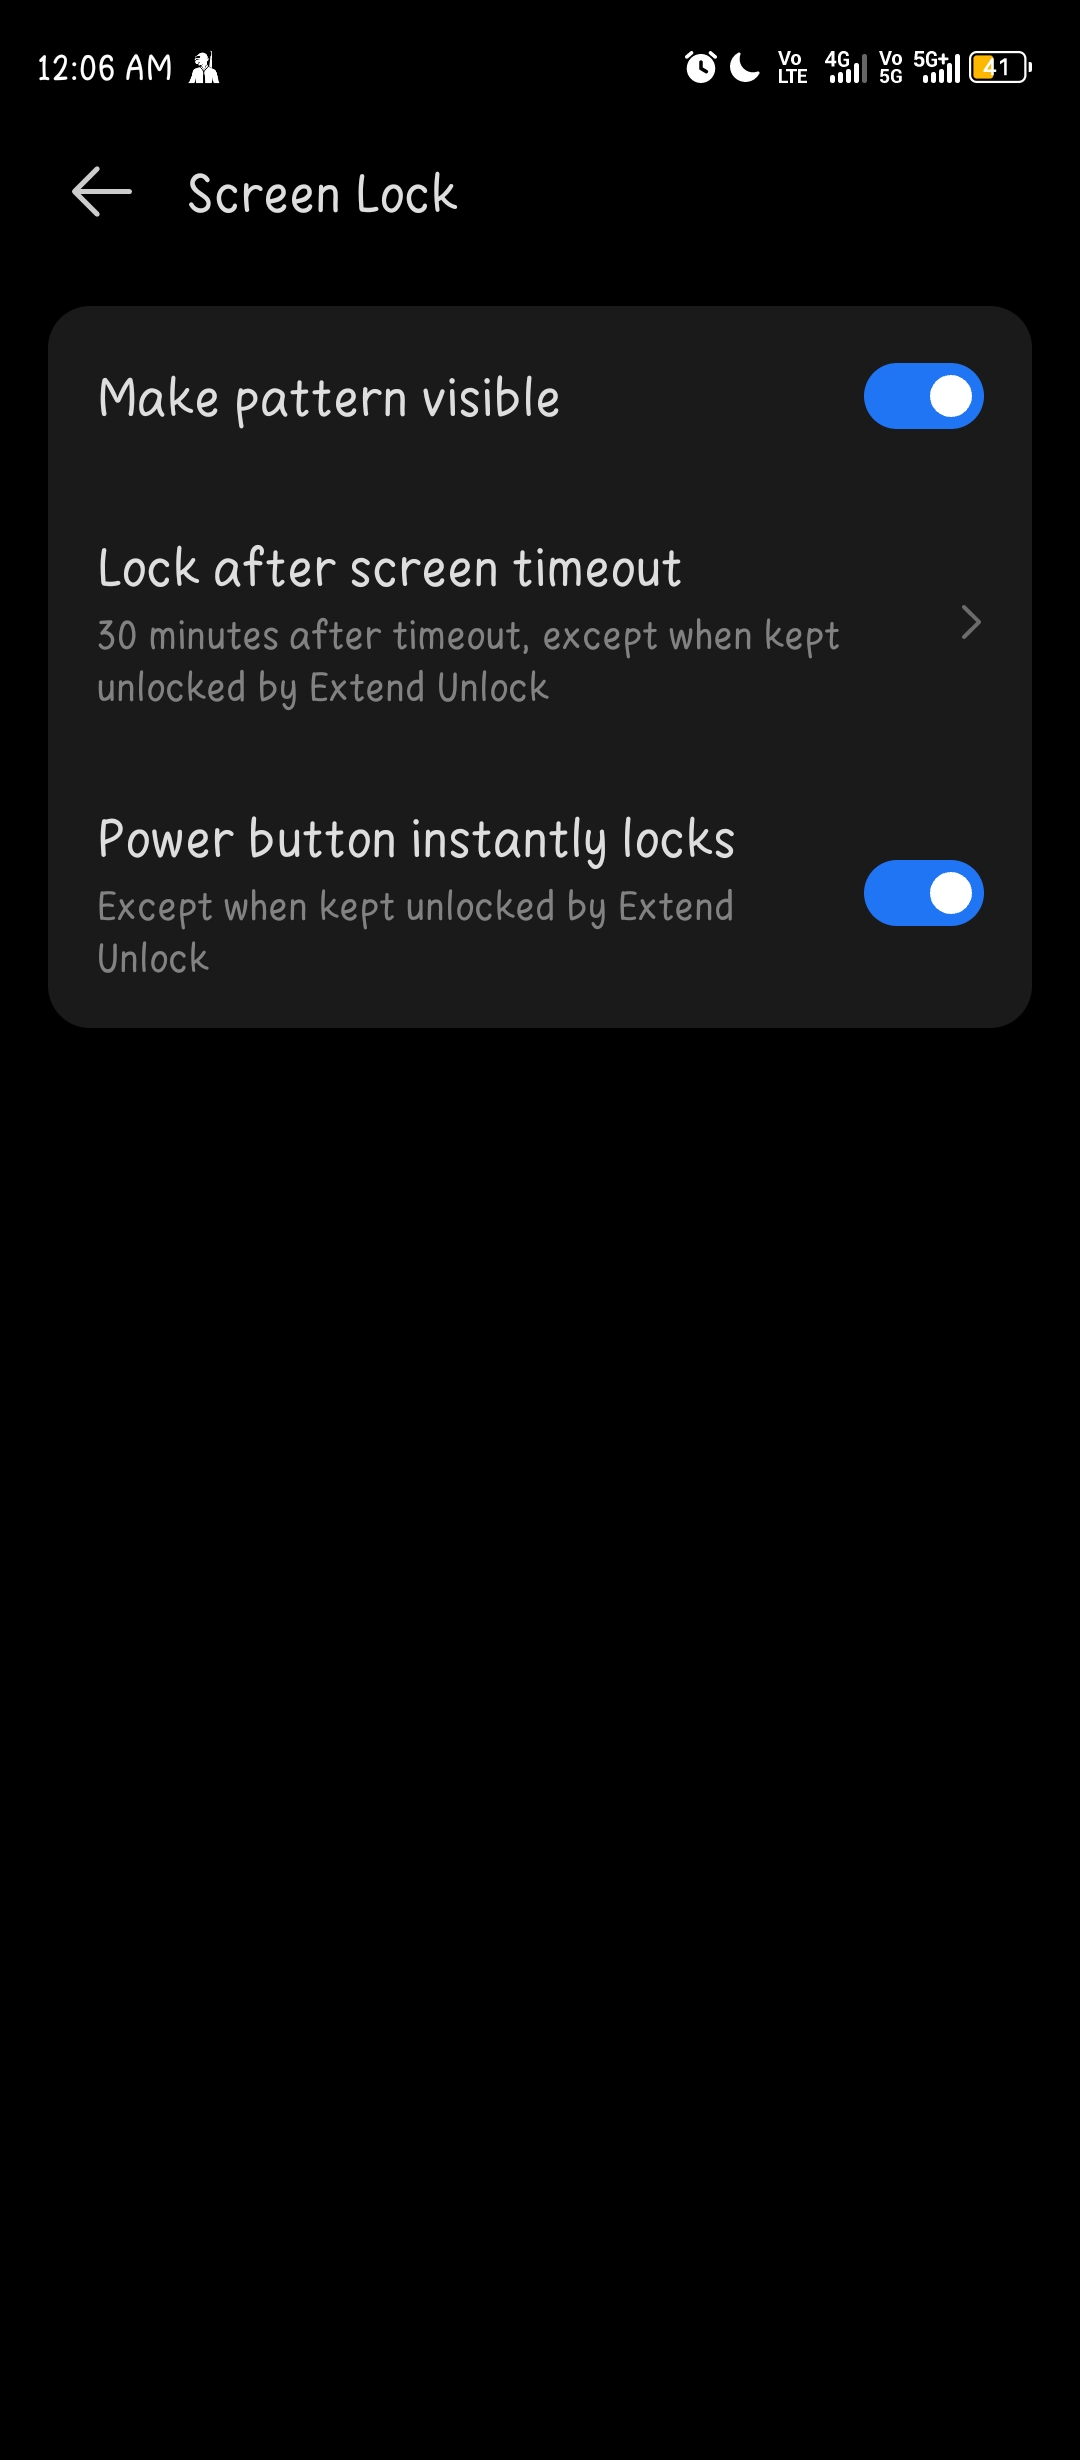 12:06 AM
Vo LTE 4G Vo 5G 5G+ 41
Screen Lock
Make pattern visible
Lock after screen timeout
30 minutes after timeout, except when kept
unlocked by Extend Unlock
Power button instantly locks
Except when kept unlocked by Extend
Unlock